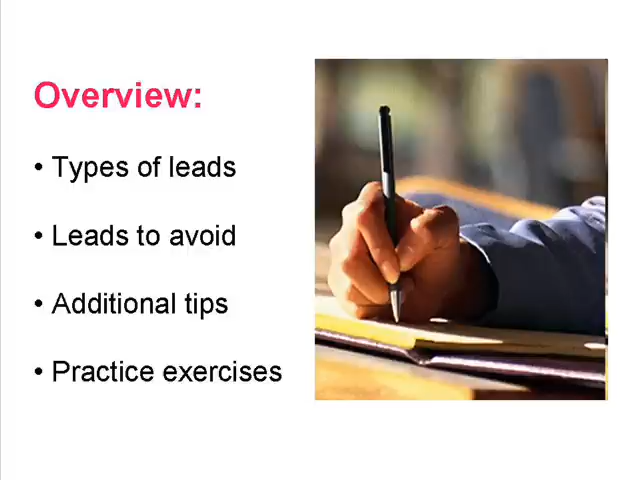 Overview:
• Types of leads
• Leads to avoid
• Additional tips
• Practice exercises